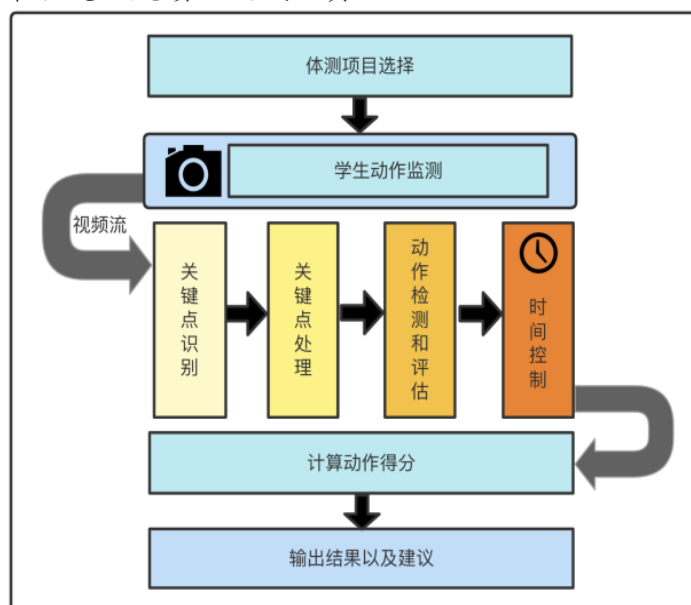 体测项目选择
学生动作监测
视频流
关键点识别
关键点处理
动作检测和评估
时间控制
计算动作得分
输出结果以及建议